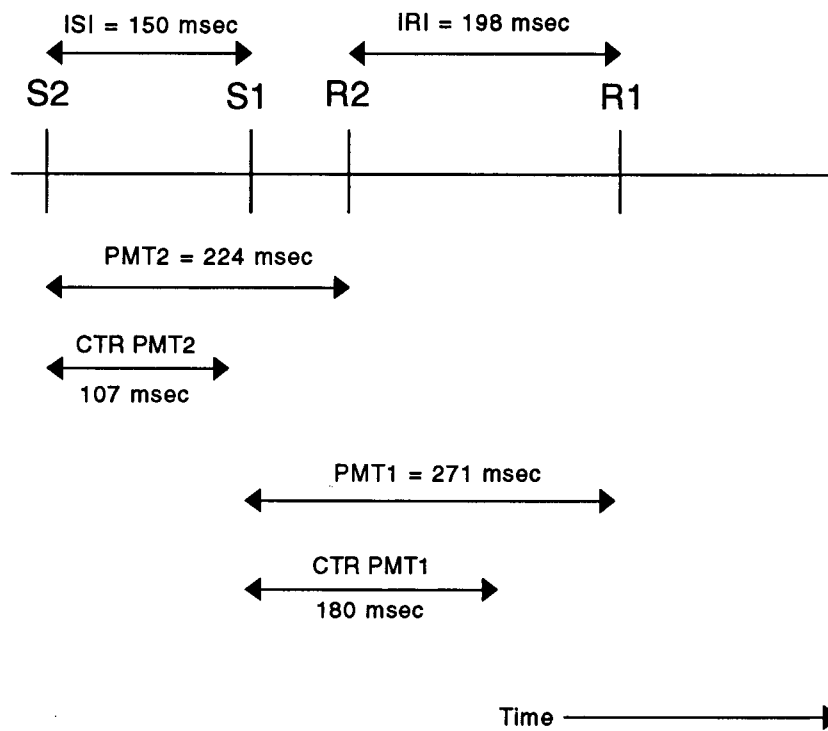 ISI = 150 msec IRI = 198 msec
S2 S1 R2 R1
PMT2 = 224 msec
CTR PMT2
107 msec
PMT1 = 271 msec
CTR PMT1
180 msec
Time